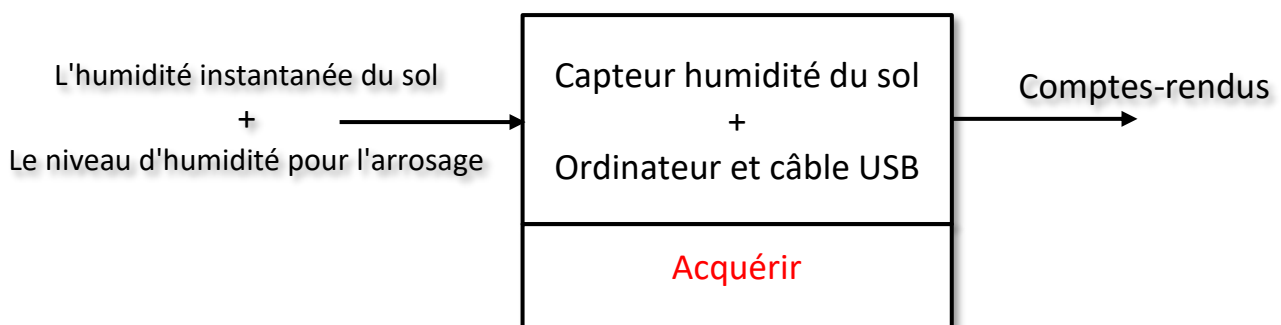 L'humidité instantanée du sol
+
Le niveau d'humidité pour l'arrosage
Capteur humidité du sol
+
Ordinateur et câble USB
Acquérir
Comptes-rendus